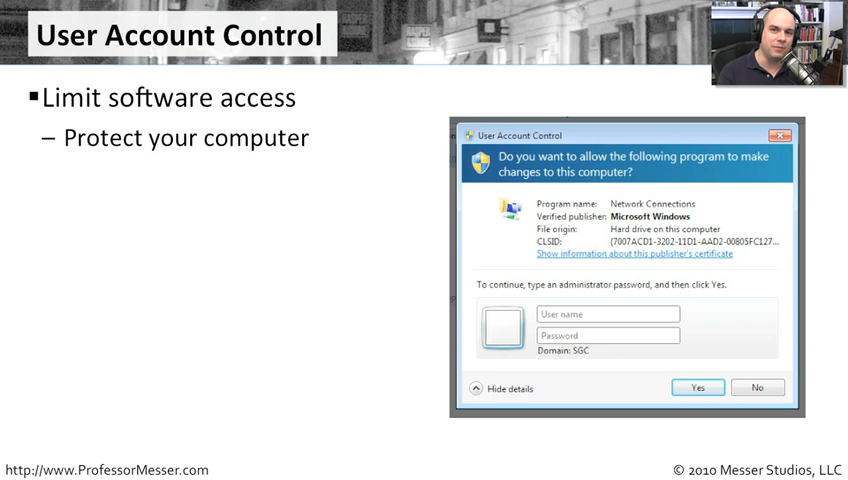 User Account Control
▪Limit software access
– Protect your computer
User Account Control
Do you want to allow the following program to make
changes to this computer?
Program name: Network Connections
Verified publisher: Microsoft Windows
File origin: Hard drive on this computer
CLSID: {7007ACD1-3202-11D1-AAD2-00805FC127...
Show information about this publisher's certificate
To continue, type an administrator password, and then click Yes.
User name
Password
Domain: SGC
Hide details
Yes
No
http://www.ProfessorMesser.com
© 2010 Messer Studios, LLC